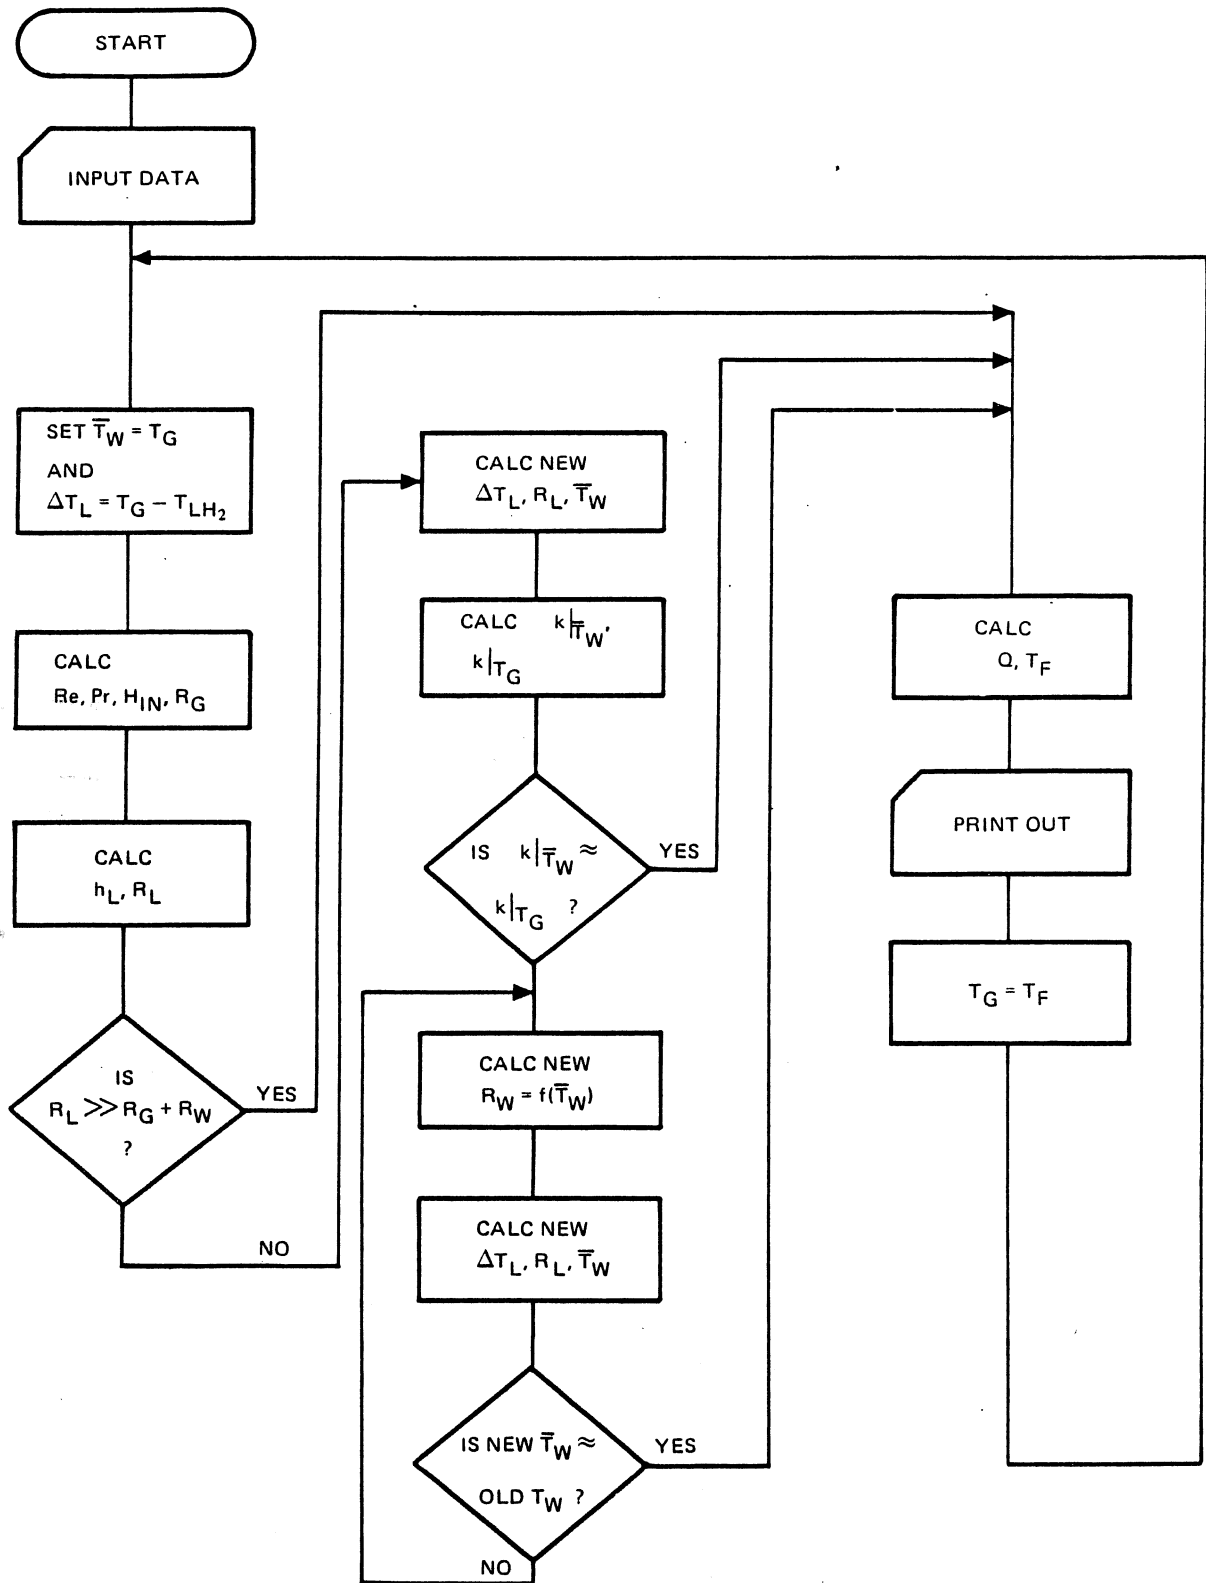 START
INPUT DATA
SET T̅W = TG
AND
ΔTL = TG − TLH2
CALC
Re, Pr, HIN, RG
CALC
hL, RL
IS
RL >> RG + RW
?
YES
NO
CALC NEW
ΔTL, RL, T̅W
CALC k|T̅W,
k|TG
IS k|T̅W ≈
k|TG ?
YES
CALC NEW
RW = f(T̅W)
CALC NEW
ΔTL, RL, T̅W
IS NEW T̅W ≈
OLD TW ?
YES
NO
CALC
Q, TF
PRINT OUT
TG = TF